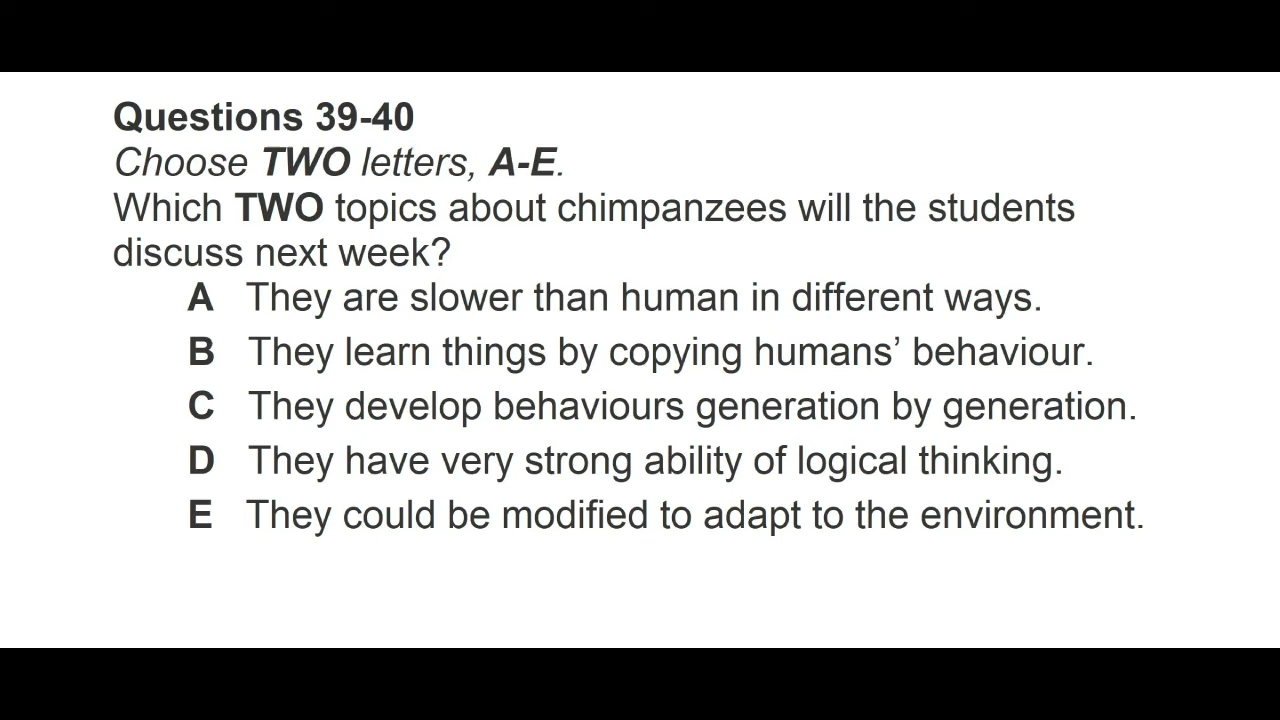 Questions 39-40
Choose TWO letters, A-E.
Which TWO topics about chimpanzees will the students
discuss next week?
A They are slower than human in different ways.
B They learn things by copying humans’ behaviour.
C They develop behaviours generation by generation.
D They have very strong ability of logical thinking.
E They could be modified to adapt to the environment.